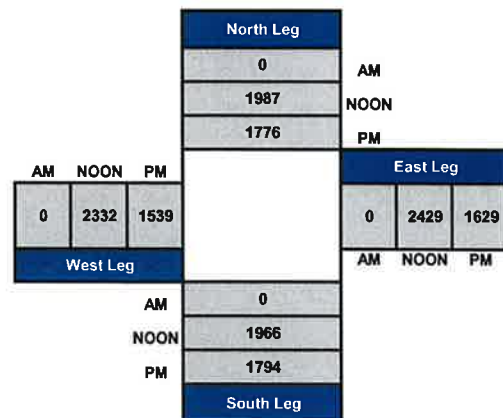 North Leg
0 AM
1987 NOON
1776 PM
AM NOON PM East Leg
0 2332 1539 0 2429 1629
West Leg AM NOON PM
AM 0
NOON 1966
PM 1794
South Leg